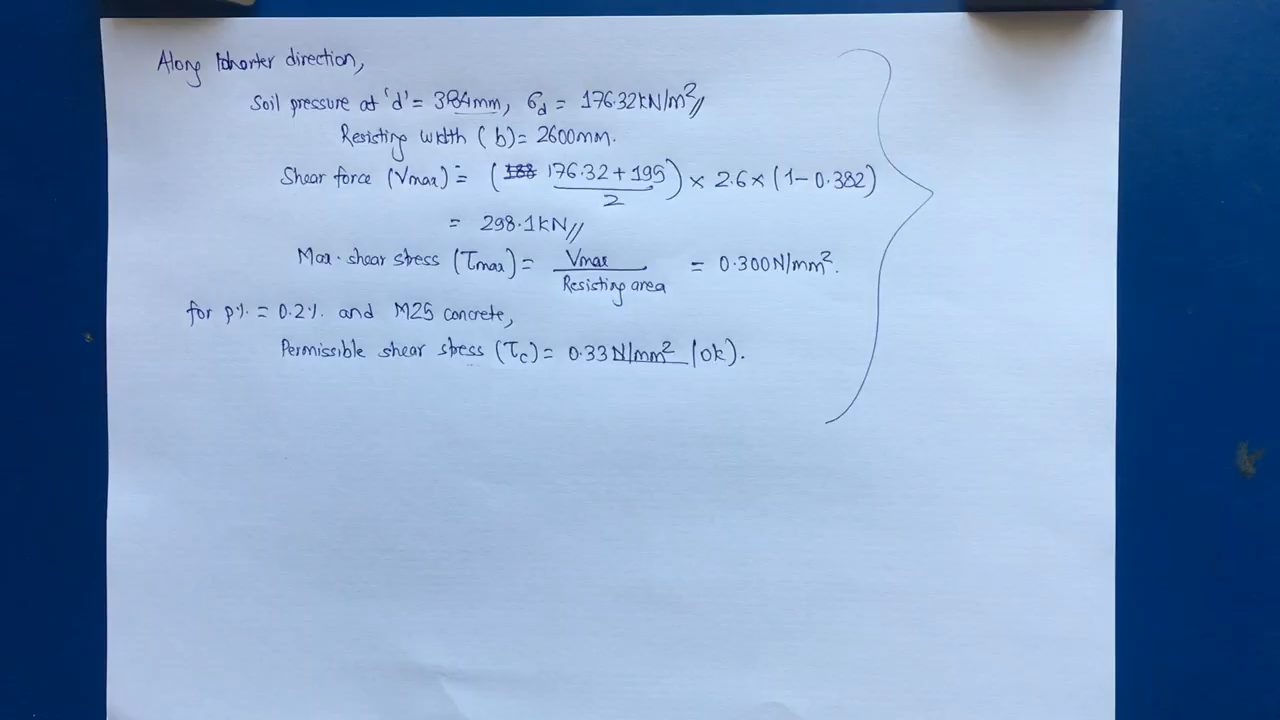 Along shorter direction,
Soil pressure at 'd' = 384mm, σd = 176.32KN/m²//
Resisting width (b) = 2600mm.
Shear force (Vmax) = (176.32 + 195 / 2) × 2.6 × (1 - 0.382)
= 298.1KN//
Max. shear stress (τmax) = Vmax / Resisting area = 0.300N/mm².
for p% = 0.2% and M25 concrete,
Permissible shear stress (τc) = 0.33N/mm² (ok).